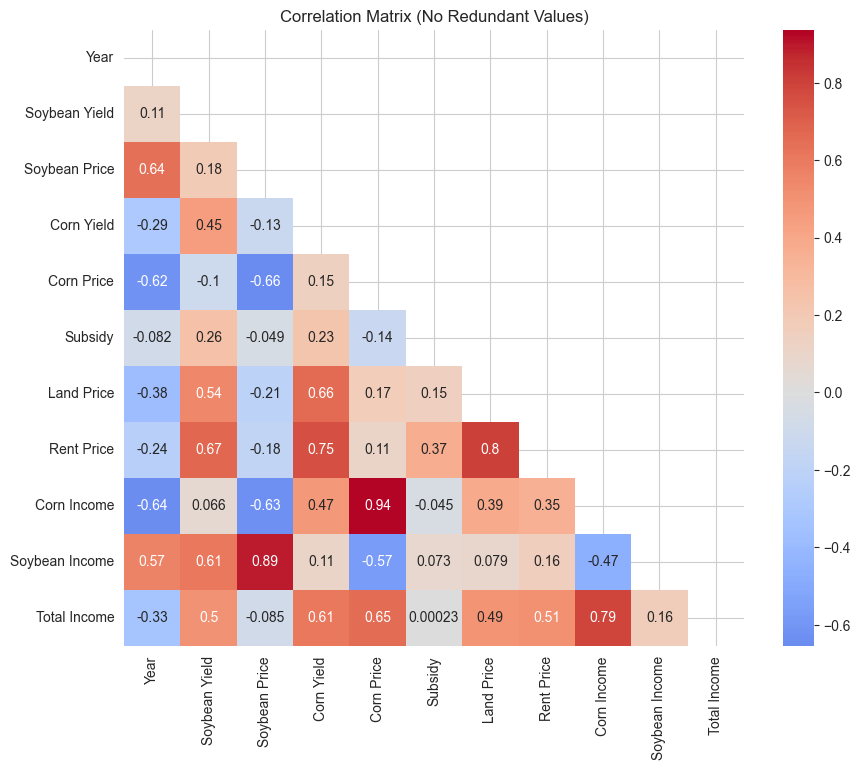 Correlation Matrix (No Redundant Values)
Year
Soybean Yield 0.11
Soybean Price 0.64 0.18
Corn Yield -0.29 0.45 -0.13
Corn Price -0.62 -0.1 -0.66 0.15
Subsidy -0.082 0.26 -0.049 0.23 -0.14
Land Price -0.38 0.54 -0.21 0.66 0.17 0.15
Rent Price -0.24 0.67 -0.18 0.75 0.11 0.37 0.8
Corn Income -0.64 0.066 -0.63 0.47 0.94 -0.045 0.39 0.35
Soybean Income 0.57 0.61 0.89 0.11 -0.57 0.073 0.079 0.16 -0.47
Total Income -0.33 0.5 -0.085 0.61 0.65 0.00023 0.49 0.51 0.79 0.16
Year
Soybean Yield
Soybean Price
Corn Yield
Corn Price
Subsidy
Land Price
Rent Price
Corn Income
Soybean Income
Total Income
0.8
0.6
0.4
0.2
0.0
−0.2
−0.4
−0.6